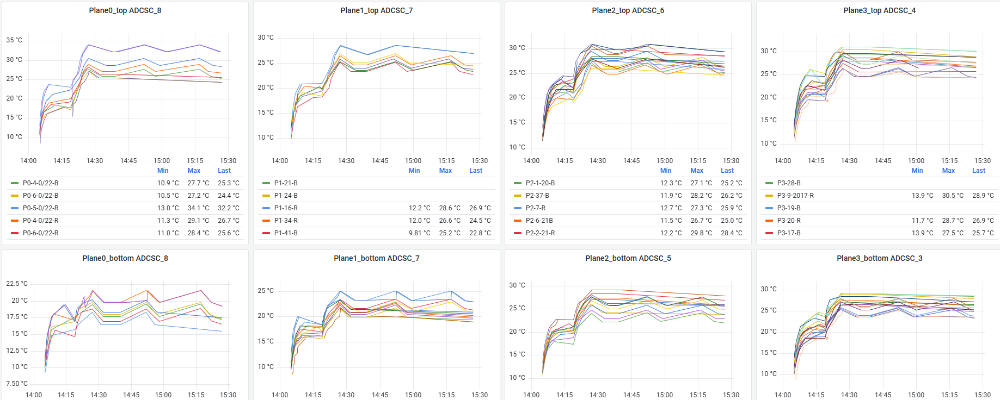 Plane0_top ADCSC_8
35 °C
30 °C
25 °C
20 °C
15 °C
10 °C
14:00 14:15 14:30 14:45 15:00 15:15 15:30
Min Max Last
P0-4-0/22-B 10.9 °C 27.7 °C 25.3 °C
P0-6-0/22-B 10.5 °C 27.2 °C 24.4 °C
P0-5-0/22-R 13.0 °C 34.1 °C 32.2 °C
P0-4-0/22-R 11.3 °C 29.1 °C 26.7 °C
P0-6-0/22-R 11.0 °C 28.4 °C 25.6 °C
Plane1_top ADCSC_7
30 °C
25 °C
20 °C
15 °C
10 °C
14:00 14:15 14:30 14:45 15:00 15:15 15:30
Min Max Last
P1-21-B
P1-24-B
P1-16-R 12.2 °C 28.6 °C 26.9 °C
P1-34-R 12.0 °C 26.6 °C 24.5 °C
P1-41-B 9.81 °C 25.2 °C 22.8 °C
Plane2_top ADCSC_6
30 °C
25 °C
20 °C
15 °C
10 °C
14:00 14:15 14:30 14:45 15:00 15:15 15:30
Min Max Last
P2-1-20-B 12.3 °C 27.1 °C 25.2 °C
P2-37-B 11.9 °C 28.2 °C 26.2 °C
P2-7-R 12.7 °C 27.3 °C 25.9 °C
P2-6-21B 11.5 °C 26.7 °C 25.0 °C
P2-2-21-R 12.2 °C 29.8 °C 28.4 °C
Plane3_top ADCSC_4
30 °C
25 °C
20 °C
15 °C
10 °C
14:00 14:15 14:30 14:45 15:00 15:15 15:30
Min Max Last
P3-28-B
P3-9-2017-R 13.9 °C 30.5 °C 28.9 °C
P3-19-B
P3-20-R 11.7 °C 28.7 °C 26.9 °C
P3-17-B 13.9 °C 27.5 °C 25.7 °C
Plane0_bottom ADCSC_8
22.5 °C
20 °C
17.5 °C
15 °C
12.5 °C
10 °C
7.50 °C
14:00 14:15 14:30 14:45 15:00 15:15 15:30
Plane1_bottom ADCSC_7
25 °C
20 °C
15 °C
10 °C
14:00 14:15 14:30 14:45 15:00 15:15 15:30
Plane2_bottom ADCSC_5
30 °C
25 °C
20 °C
15 °C
10 °C
14:00 14:15 14:30 14:45 15:00 15:15 15:30
Plane3_bottom ADCSC_3
30 °C
25 °C
20 °C
15 °C
10 °C
14:00 14:15 14:30 14:45 15:00 15:15 15:30